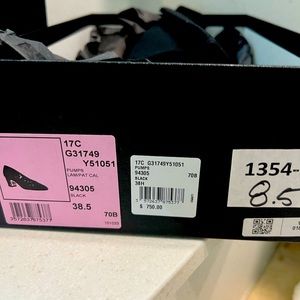 17C
G31749
Y51051
PUMPS
LAM/PAT CAL
94305
BLACK
38.5
70B
17C G31749Y51051
PUMPS
94305
BLACK
38H
70B
$ 750.00
1354-
8.5